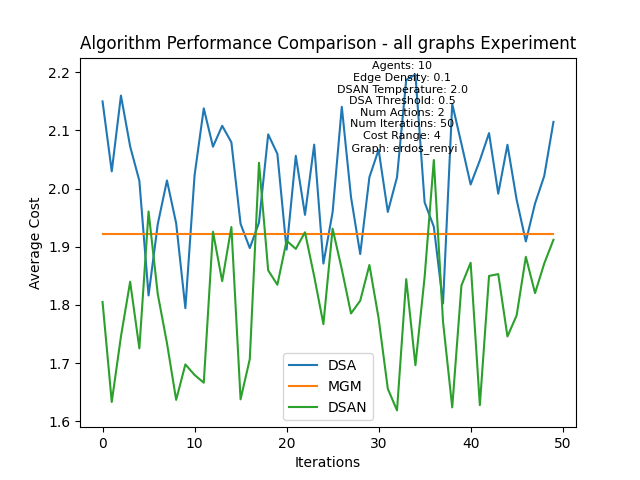 Algorithm Performance Comparison - all graphs Experiment
Agents: 10
Edge Density: 0.1
DSAN Temperature: 2.0
DSA Threshold: 0.5
Num Actions: 2
Num Iterations: 50
Cost Range: 4
Graph: erdos_renyi
2.2
2.1
2.0
1.9
1.8
1.7
1.6
Average Cost
DSA
MGM
DSAN
0 10 20 30 40 50
Iterations